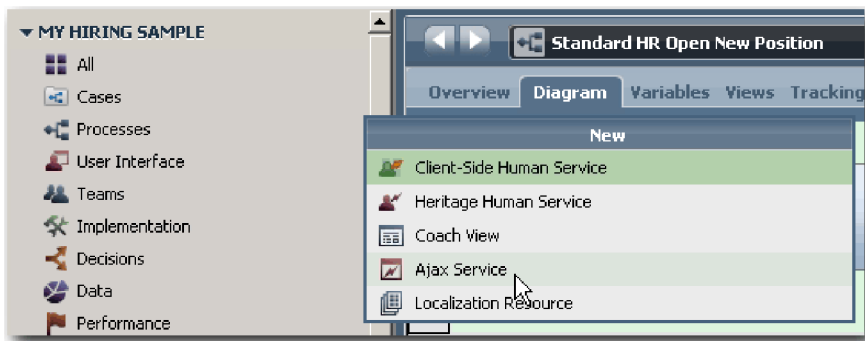 MY HIRING SAMPLE
All
Cases
Processes
User Interface
Teams
Implementation
Decisions
Data
Performance
Standard HR Open New Position
Overview Diagram Variables Views Tracking
New
Client-Side Human Service
Heritage Human Service
Coach View
Ajax Service
Localization Resource